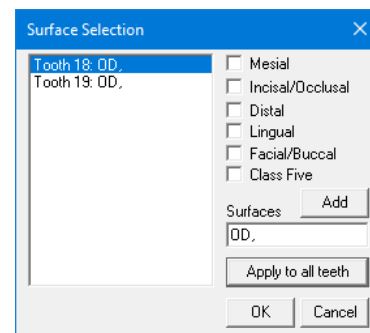 Surface Selection
Tooth 18: OD,
Tooth 19: OD,
Mesial
Incisal/Occlusal
Distal
Lingual
Facial/Buccal
Class Five
Surfaces
Add
OD,
Apply to all teeth
OK
Cancel